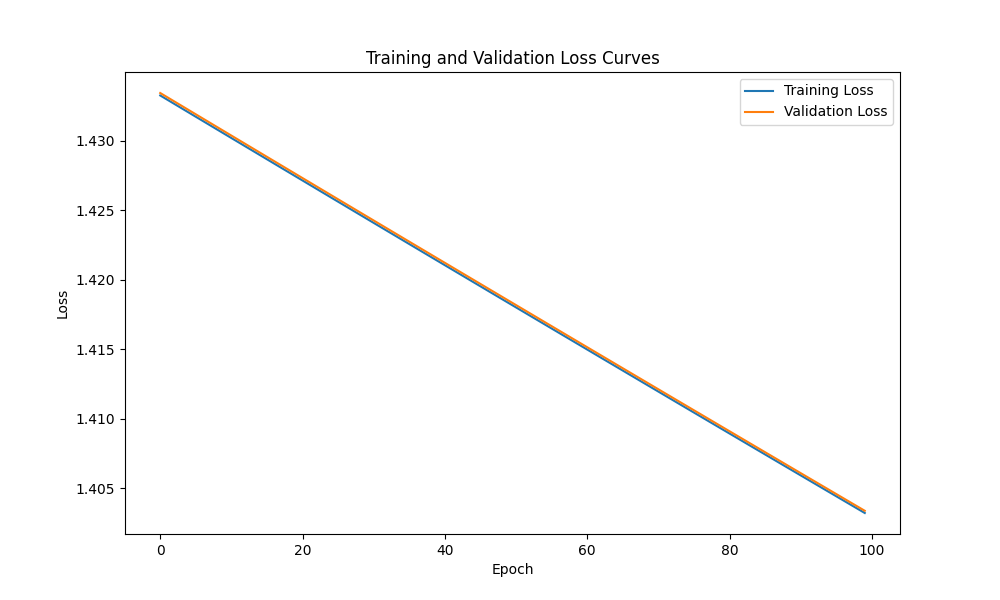 Training and Validation Loss Curves
Training Loss
Validation Loss
1.430
1.425
1.420
1.415
1.410
1.405
Loss
0
20
40
60
80
100
Epoch